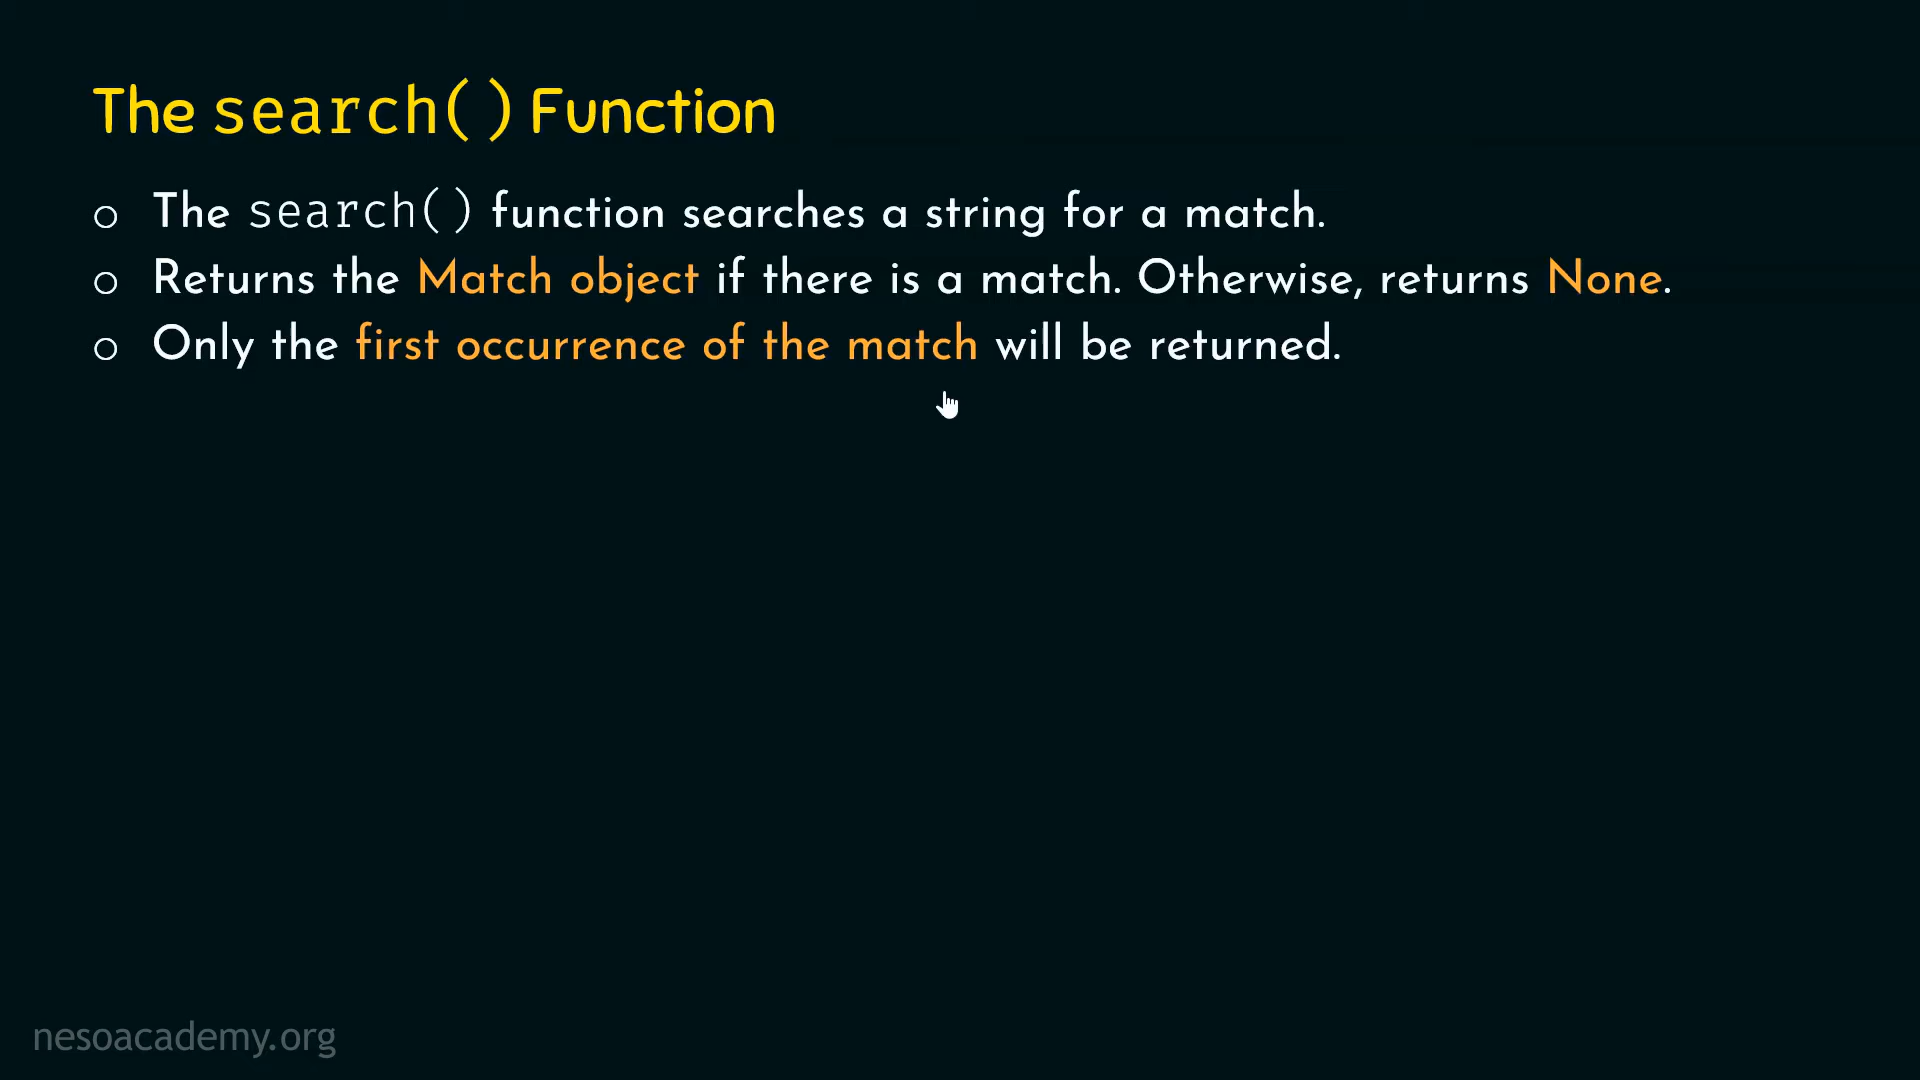 The search() Function
The search() function searches a string for a match.
Returns the Match object if there is a match. Otherwise, returns None.
Only the first occurrence of the match will be returned.
nesoacademy.org